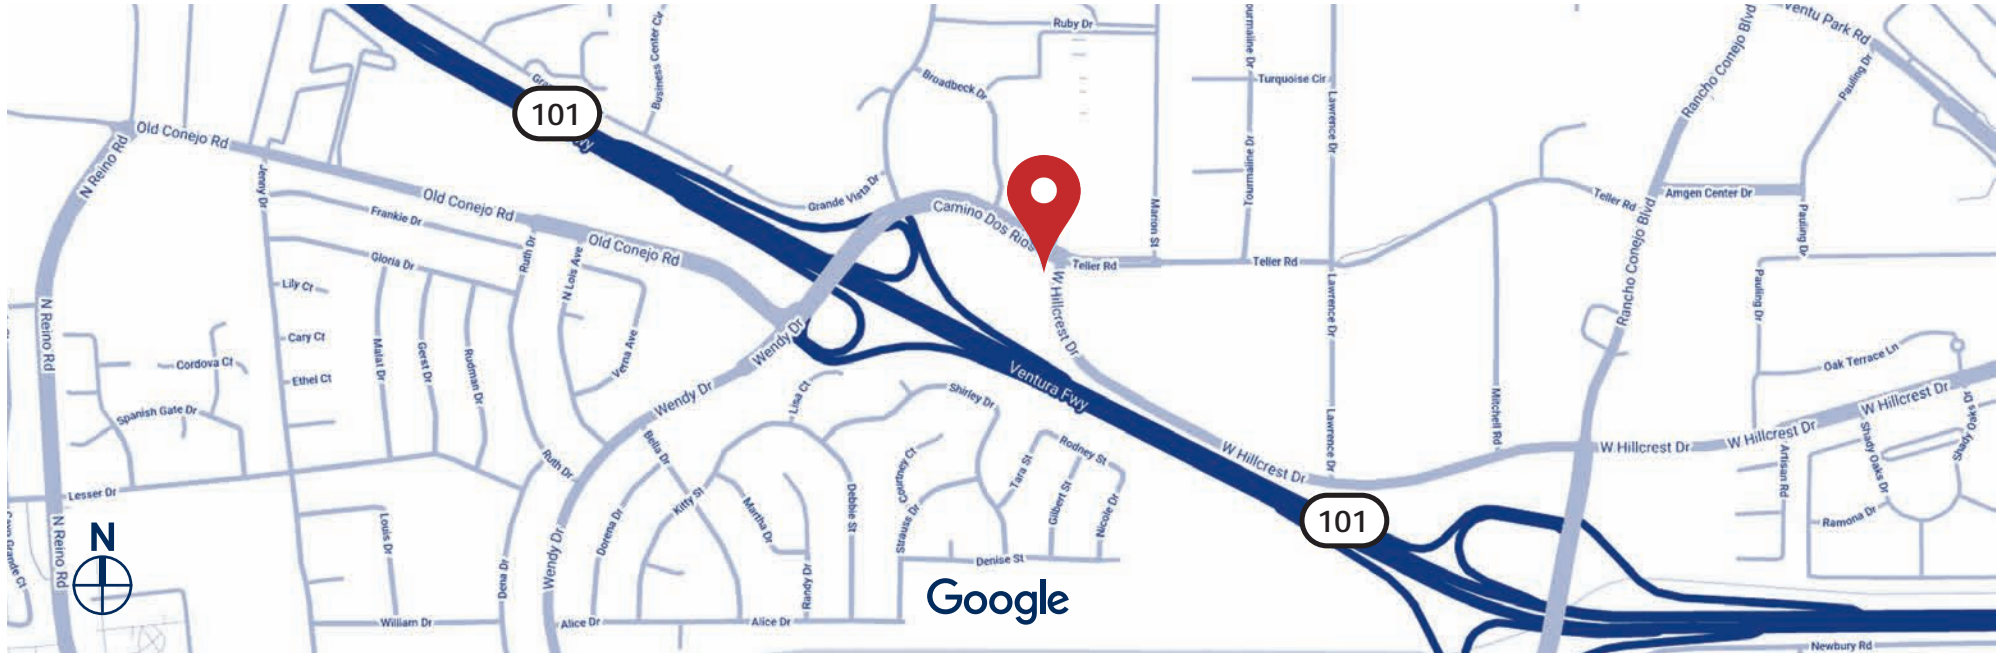 Ruby Dr
Ventu Park Rd
Rancho Conejo Blvd
Business Center Cir
Broadbeck Dr
Turquoise Cir
Pauling Dr
101
Old Conejo Rd
Lawrence Dr
N Reino Rd
Jenny Dr
Tourmaline Dr
Grande Vista Dr
Old Conejo Rd
Frankie Dr
Camino Dos Rios
Marion St
Teller Rd
Amgen Center Dr
Pauling Dr
Rancho Conejo Blvd
Ruth Dr
Old Conejo Rd
Gloria Dr
N Lois Ave
Teller Rd
Teller Rd
Lily Ct
W Hillcrest Dr
Lawrence Dr
Pauling Dr
N Reino Rd
Cary Ct
Wendy Dr
Malat Dr
Gerst Dr
Rudman Dr
Verna Ave
Cordova Ct
Ethel Ct
Ventura Fwy
Oak Terrace Ln
Wendy Dr
Lisa Ct
Shirley Dr
Mitchell Rd
W Hillcrest Dr
Spanish Gate Dr
Bella Dr
Rodney St
Lawrence Dr
W Hillcrest Dr
W Hillcrest Dr
W Hillcrest Dr
Shady Oaks Dr
Shady Oaks Dr
Ruth Dr
Tara St
Courtney Ct
Artisan Rd
Lesser Dr
Kitty St
Debbie St
Gilbert St
Nicole Dr
Martha Dr
Strauss Dr
101
Ramona Dr
N Reino Rd
N
Louis Dr
Dorena Dr
Wendy Dr
Denise St
Dena Dr
Randy Dr
Google
William Dr
Alice Dr
Alice Dr
Newbury Rd